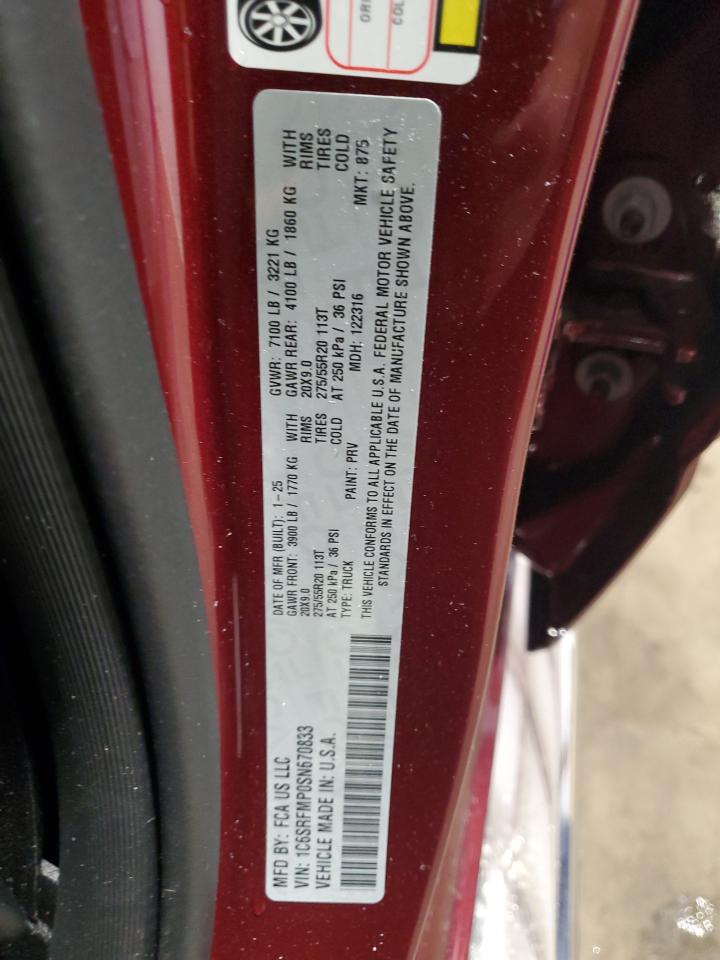 ORI
COL
MFD BY: FCA US LLC
VIN: 1C6SRFMP0SN670833
VEHICLE MADE IN: U.S.A.
DATE OF MFR (BUILT): 1-25
GAWR FRONT: 3900 LB / 1770 KG WITH
20X9.0 RIMS
275/55R20 113T TIRES
AT 250 kPa / 36 PSI COLD
TYPE: TRUCK PAINT: PRV
GVWR: 7100 LB / 3221 KG
GAWR REAR: 4100 LB / 1860 KG WITH
20X9.0 RIMS
275/55R20 113T TIRES
AT 250 kPa / 36 PSI COLD.
MDH: 122316 MKT: 875
THIS VEHICLE CONFORMS TO ALL APPLICABLE U.S.A. FEDERAL MOTOR VEHICLE SAFETY
STANDARDS IN EFFECT ON THE DATE OF MANUFACTURE SHOWN ABOVE.